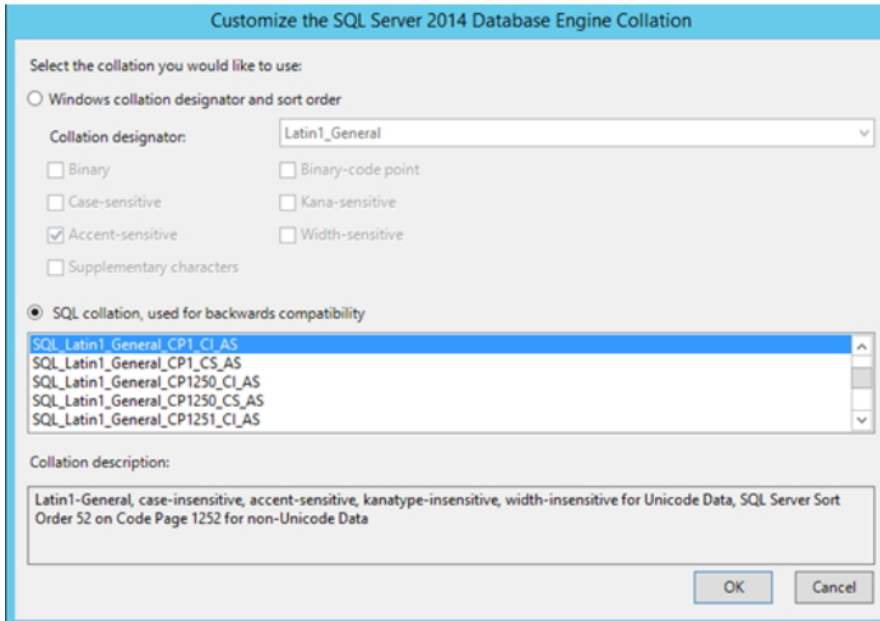 Customize the SQL Server 2014 Database Engine Collation
Select the collation you would like to use:
Windows collation designator and sort order
Collation designator: Latin1_General
Binary Binary-code point
Case-sensitive Kana-sensitive
Accent-sensitive Width-sensitive
Supplementary characters
SQL collation, used for backwards compatibility
SQL_Latin1_General_CP1_CI_AS
SQL_Latin1_General_CP1_CS_AS
SQL_Latin1_General_CP1250_CI_AS
SQL_Latin1_General_CP1250_CS_AS
SQL_Latin1_General_CP1251_CI_AS
Collation description:
Latin1-General, case-insensitive, accent-sensitive, kanatype-insensitive, width-insensitive for Unicode Data, SQL Server Sort
Order 52 on Code Page 1252 for non-Unicode Data
OK Cancel